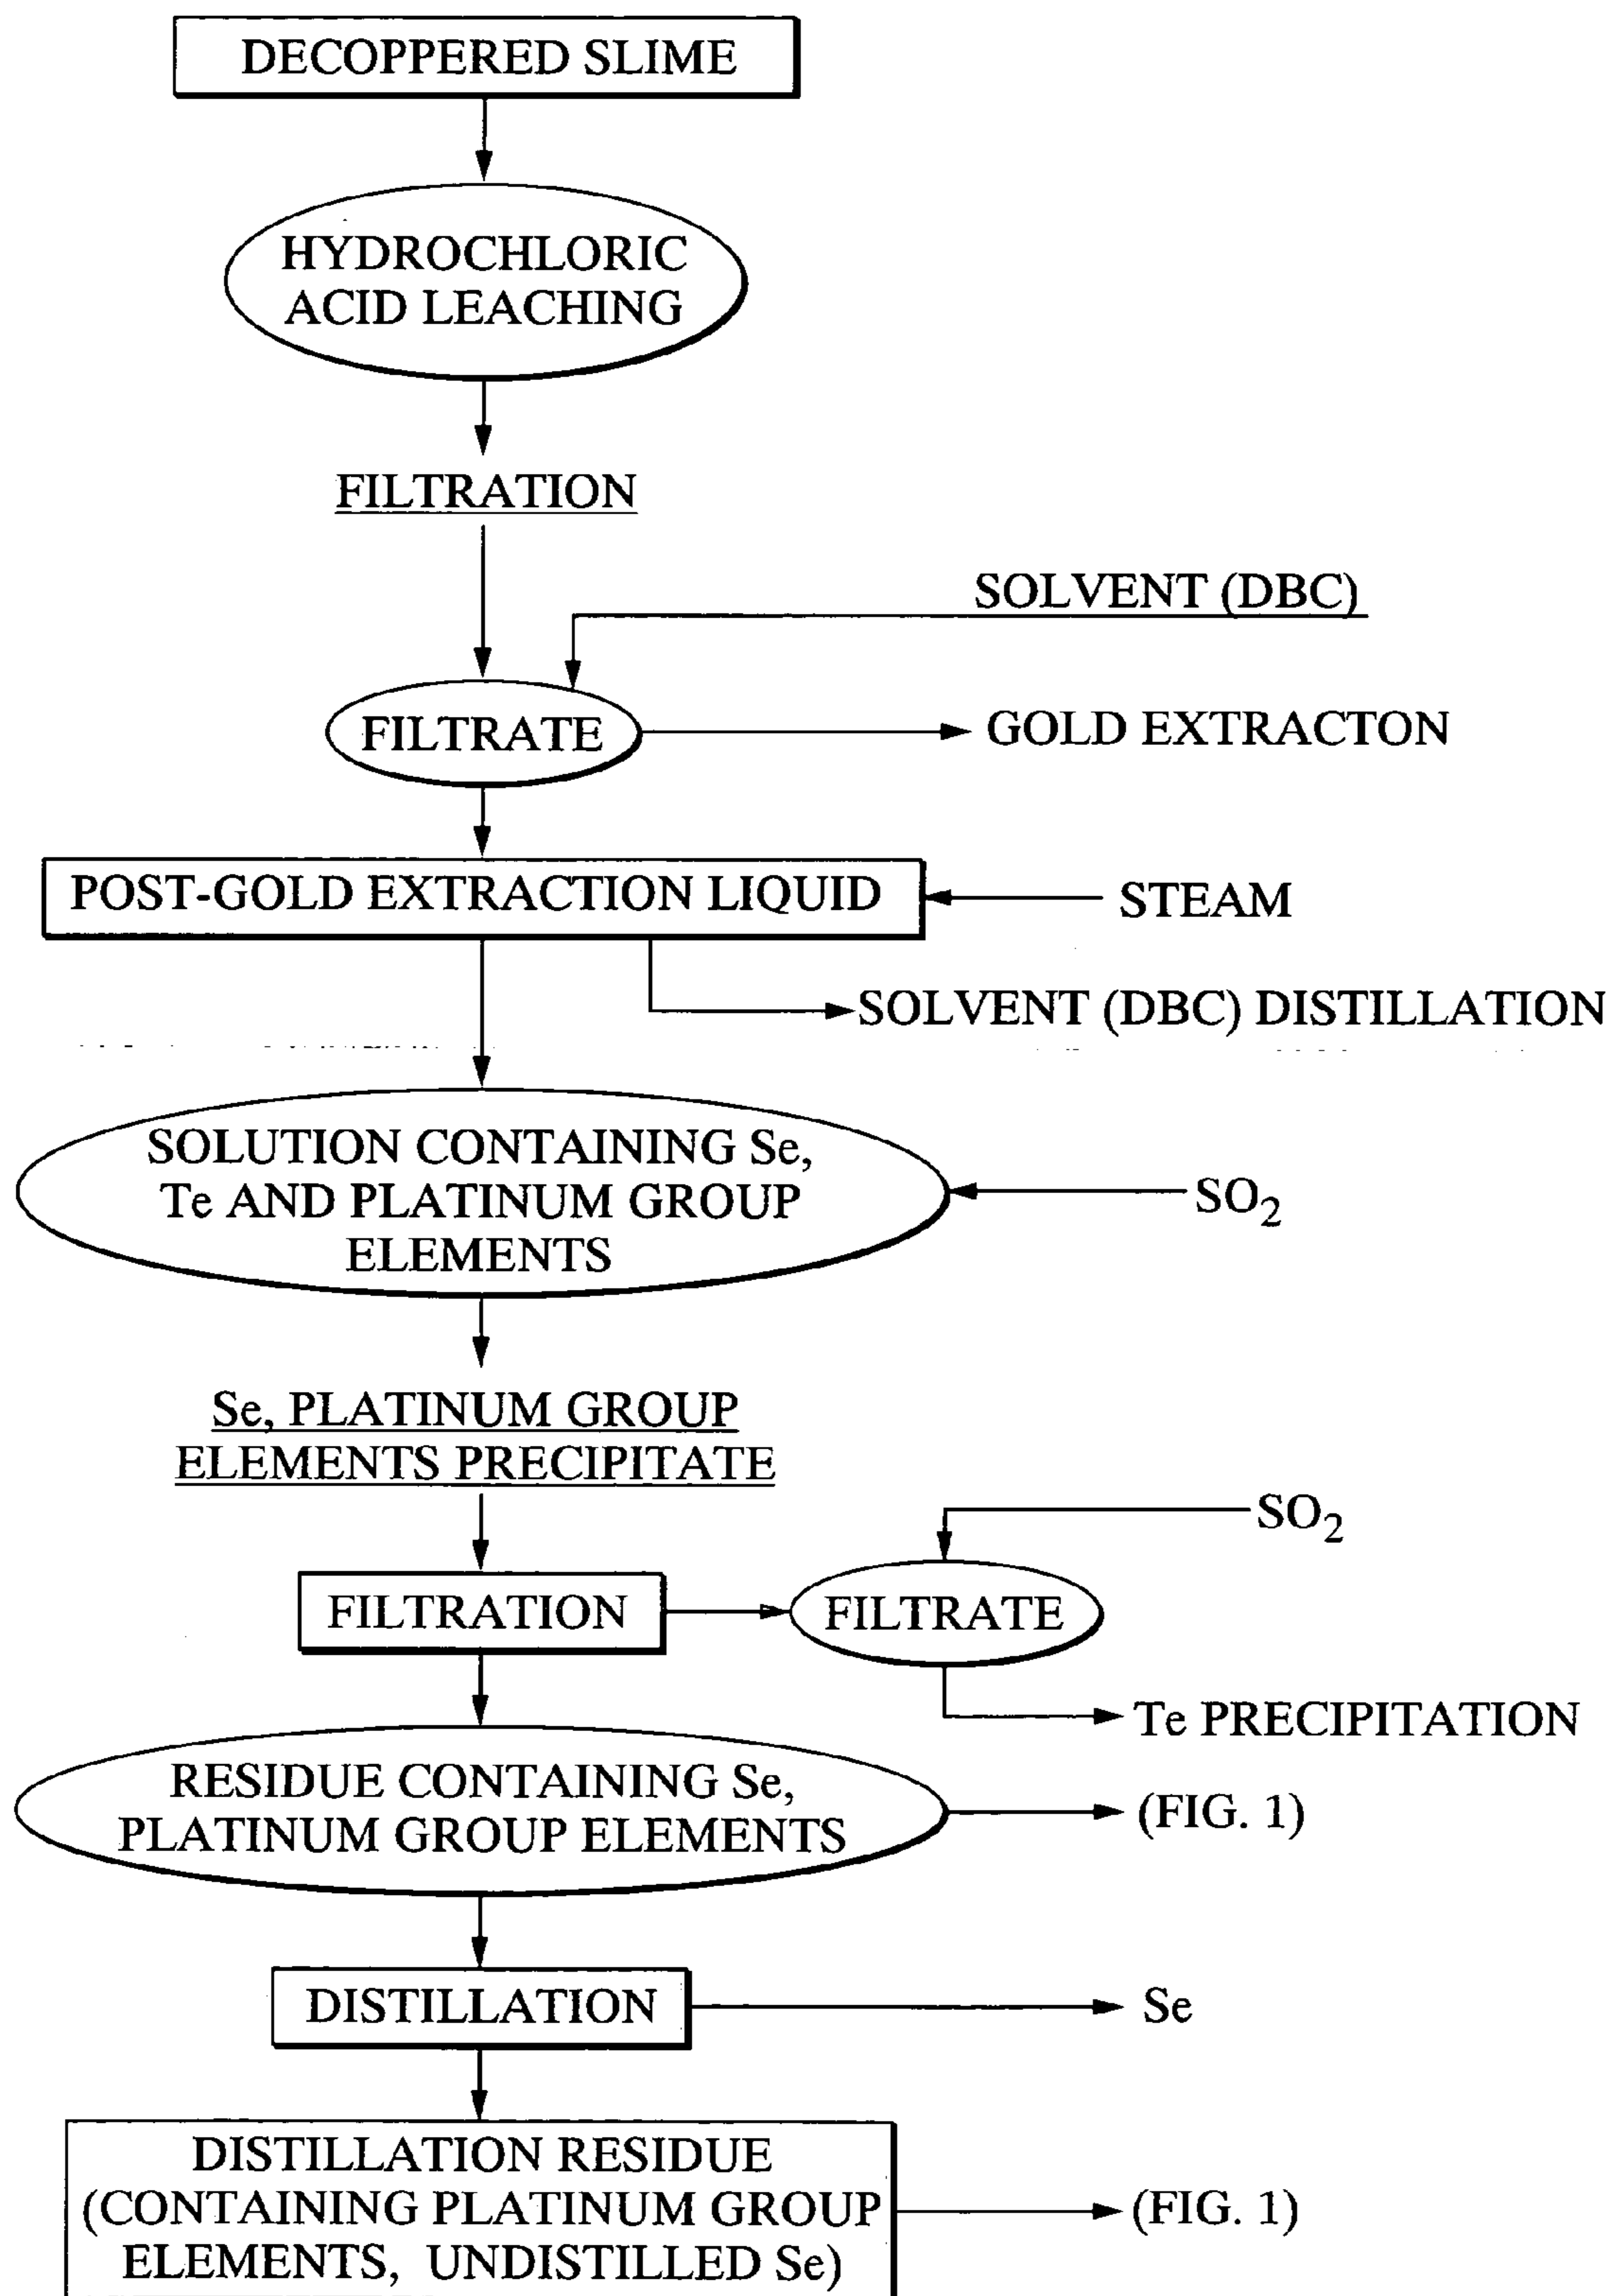 DECOPPERED SLIME
HYDROCHLORIC
ACID LEACHING
FILTRATION
SOLVENT (DBC)
FILTRATE
GOLD EXTRACTON
POST-GOLD EXTRACTION LIQUID
STEAM
SOLVENT (DBC) DISTILLATION
SOLUTION CONTAINING Se,
Te AND PLATINUM GROUP
ELEMENTS
SO2
Se, PLATINUM GROUP
ELEMENTS PRECIPITATE
SO2
FILTRATION
FILTRATE
Te PRECIPITATION
RESIDUE CONTAINING Se,
PLATINUM GROUP ELEMENTS
(FIG. 1)
DISTILLATION
Se
DISTILLATION RESIDUE
(CONTAINING PLATINUM GROUP
ELEMENTS, UNDISTILLED Se)
(FIG. 1)